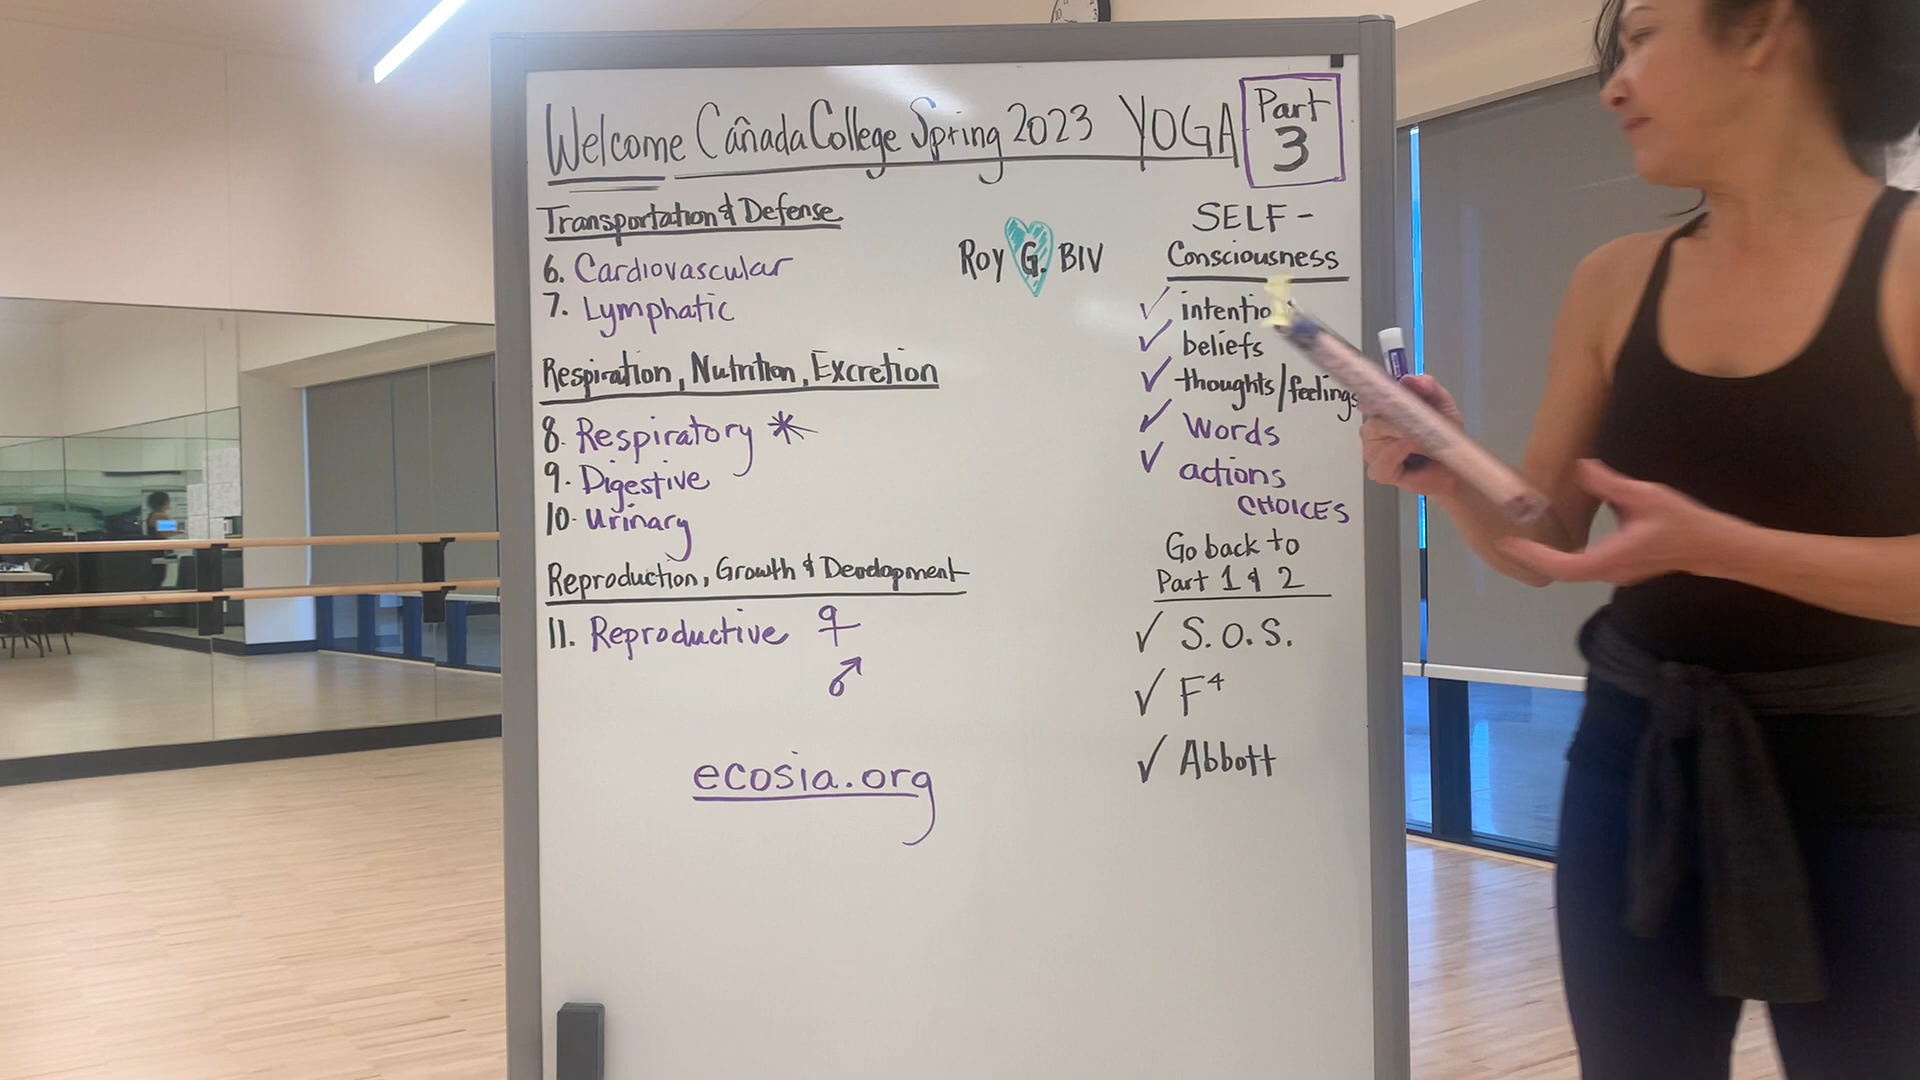 Welcome Cañada College Spring 2023 YOGA
Part
3
Transportation & Defense
6. Cardiovascular
7. Lymphatic
Respiration, Nutrition, Excretion
8. Respiratory *
9. Digestive
10. Urinary
Reproduction, Growth & Development
11. Reproductive ♀
♂
ecosia.org
Roy G. BIV
SELF -
Consciousness
✓ intentio
✓ beliefs
✓ thoughts/feelings
✓ Words
✓ actions
CHOICES
Go back to
Part 1 & 2
✓ S.O.S.
✓ F⁴
✓ Abbott